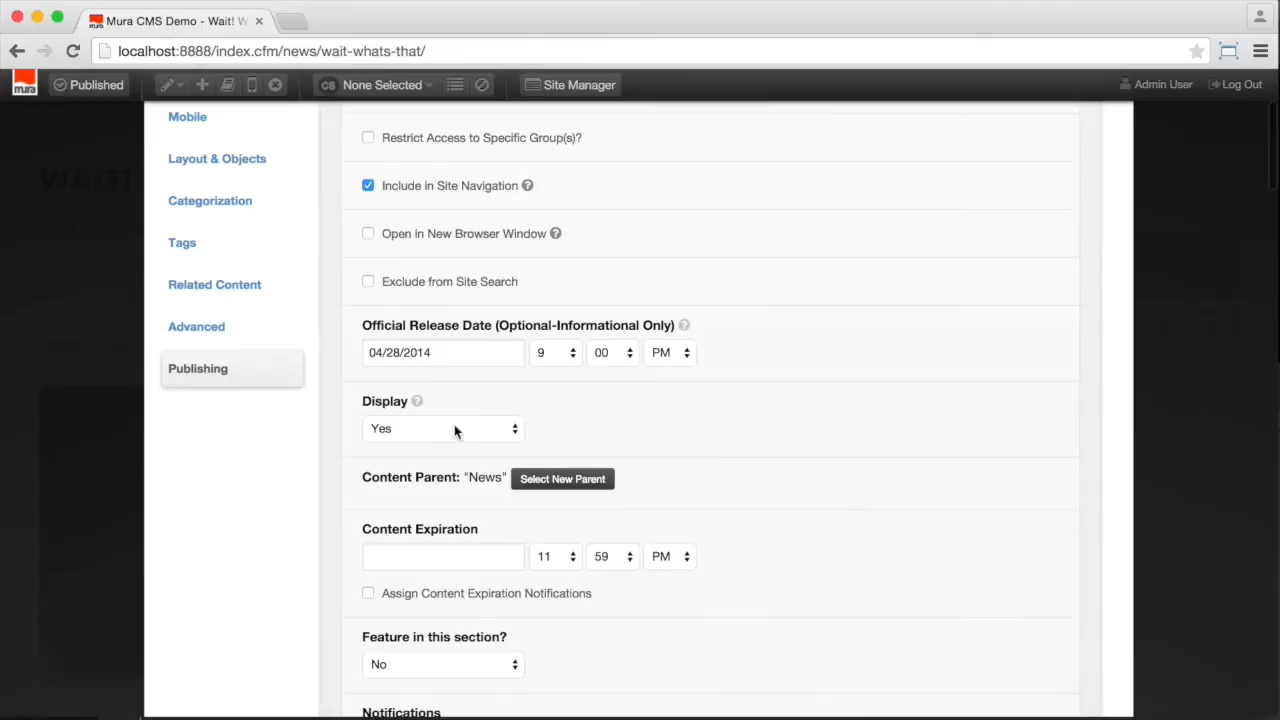 Mura CMS Demo - Wait! W
localhost:8888/index.cfm/news/wait-whats-that/
mura
Published
CS None Selected
Site Manager
Admin User
Log Out
WAIT!
Mobile
Layout & Objects
Categorization
Tags
Related Content
Advanced
Publishing
Restrict Access to Specific Group(s)?
Include in Site Navigation ?
Open in New Browser Window ?
Exclude from Site Search
Official Release Date (Optional-Informational Only) ?
04/28/2014 9 00 PM
Display ?
Yes
Content Parent: "News" Select New Parent
Content Expiration
11 59 PM
Assign Content Expiration Notifications
Feature in this section?
No
Notifications